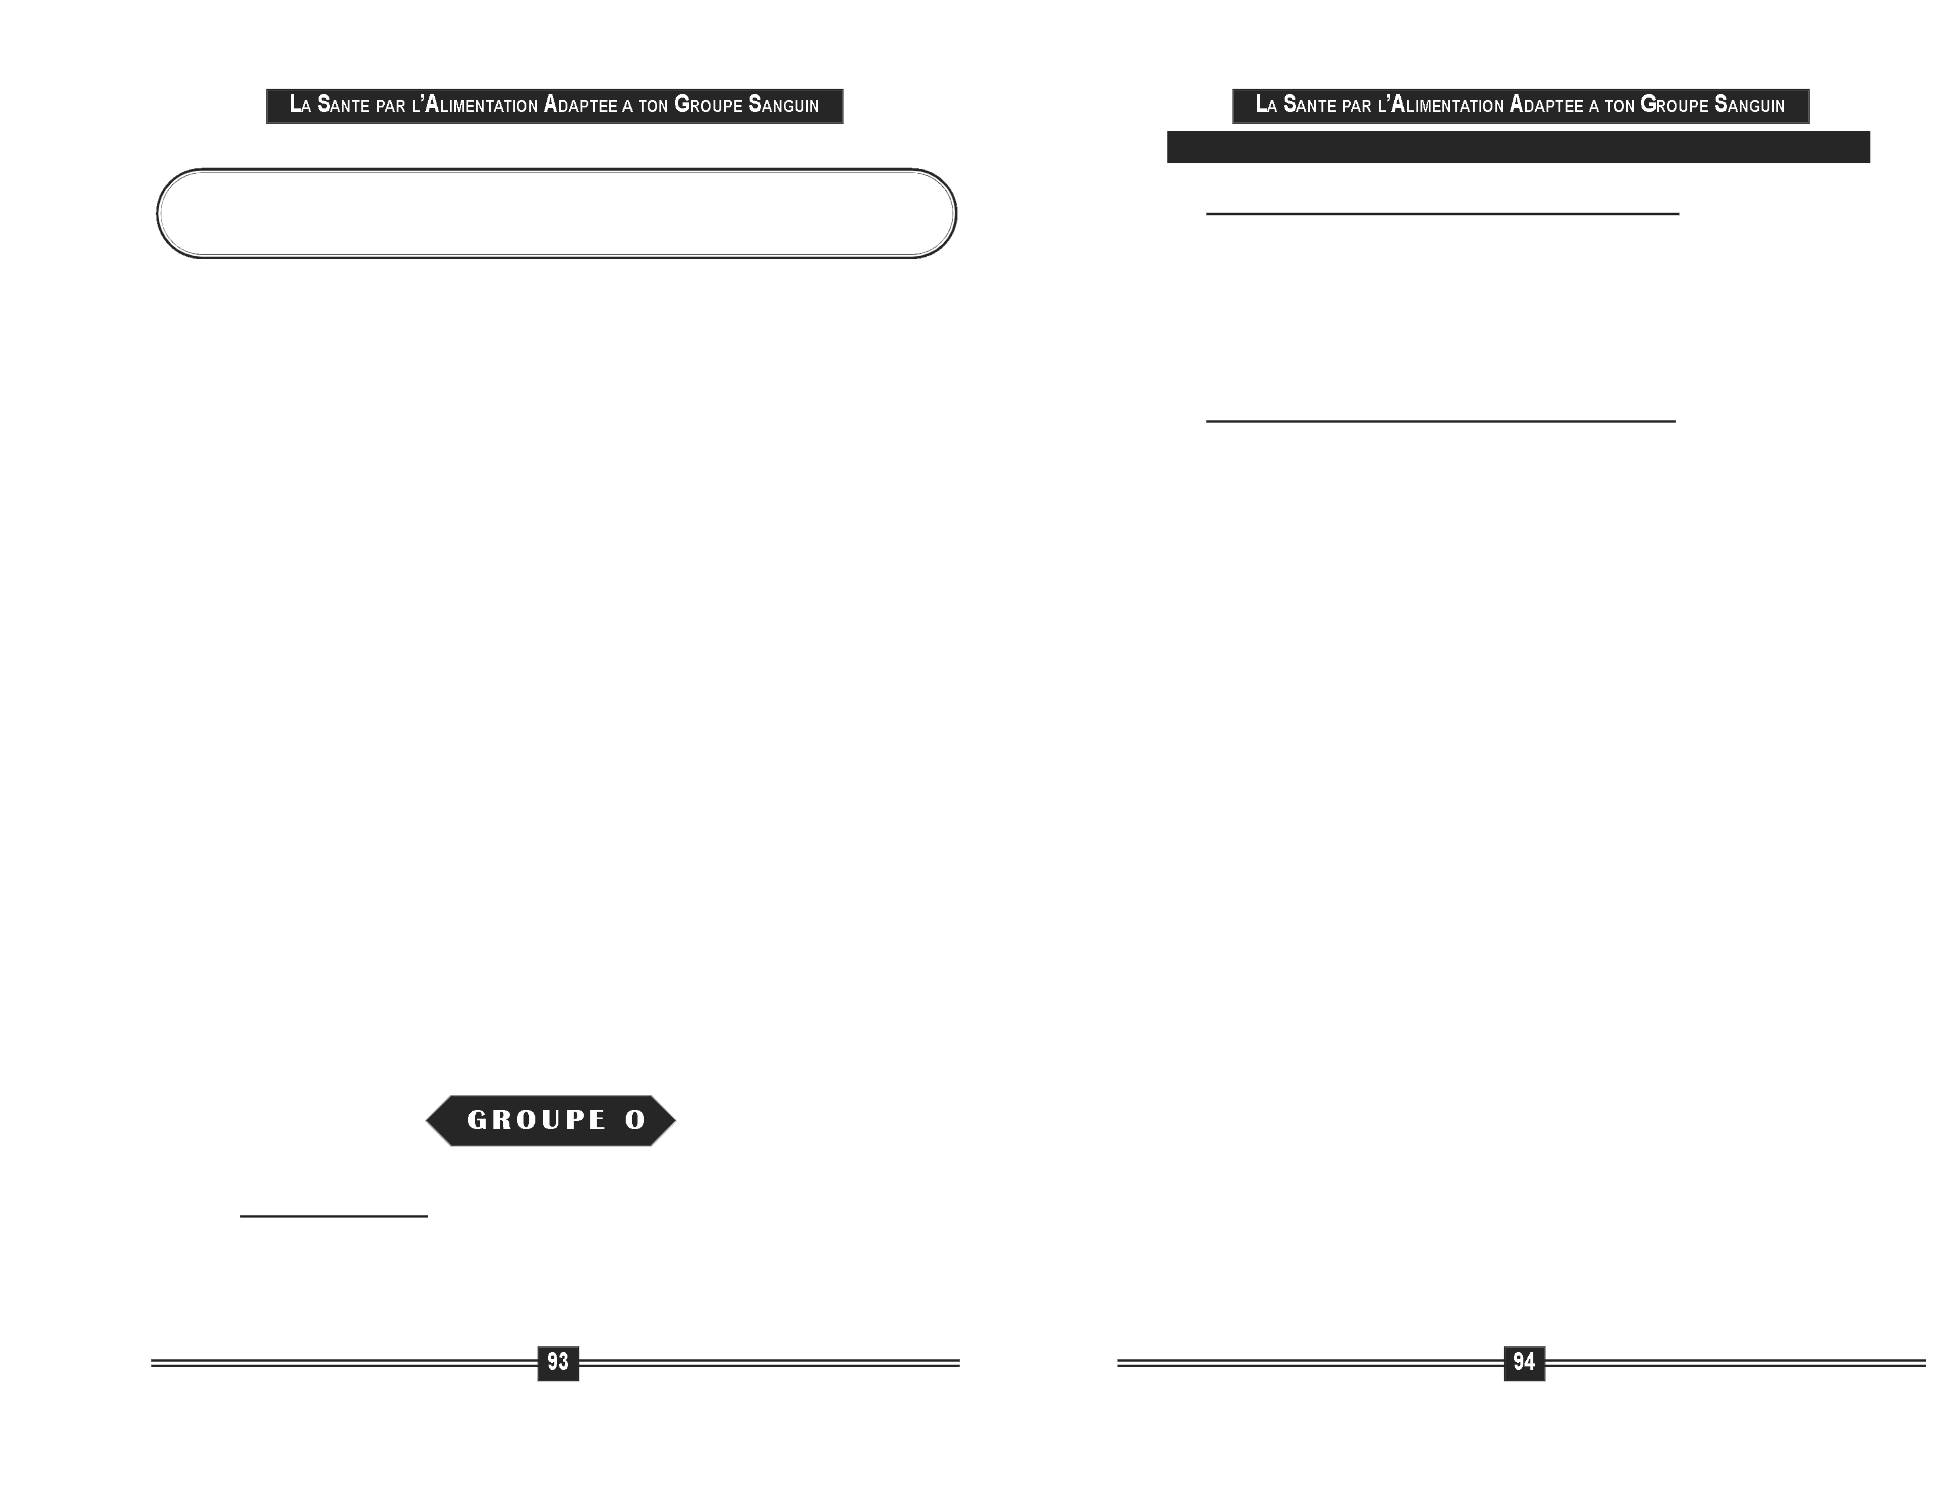 LA SANTE PAR L'ALIMENTATION ADAPTEE A TON GROUPE SANGUIN
GROUPE O
93
LA SANTE PAR L'ALIMENTATION ADAPTEE A TON GROUPE SANGUIN
94